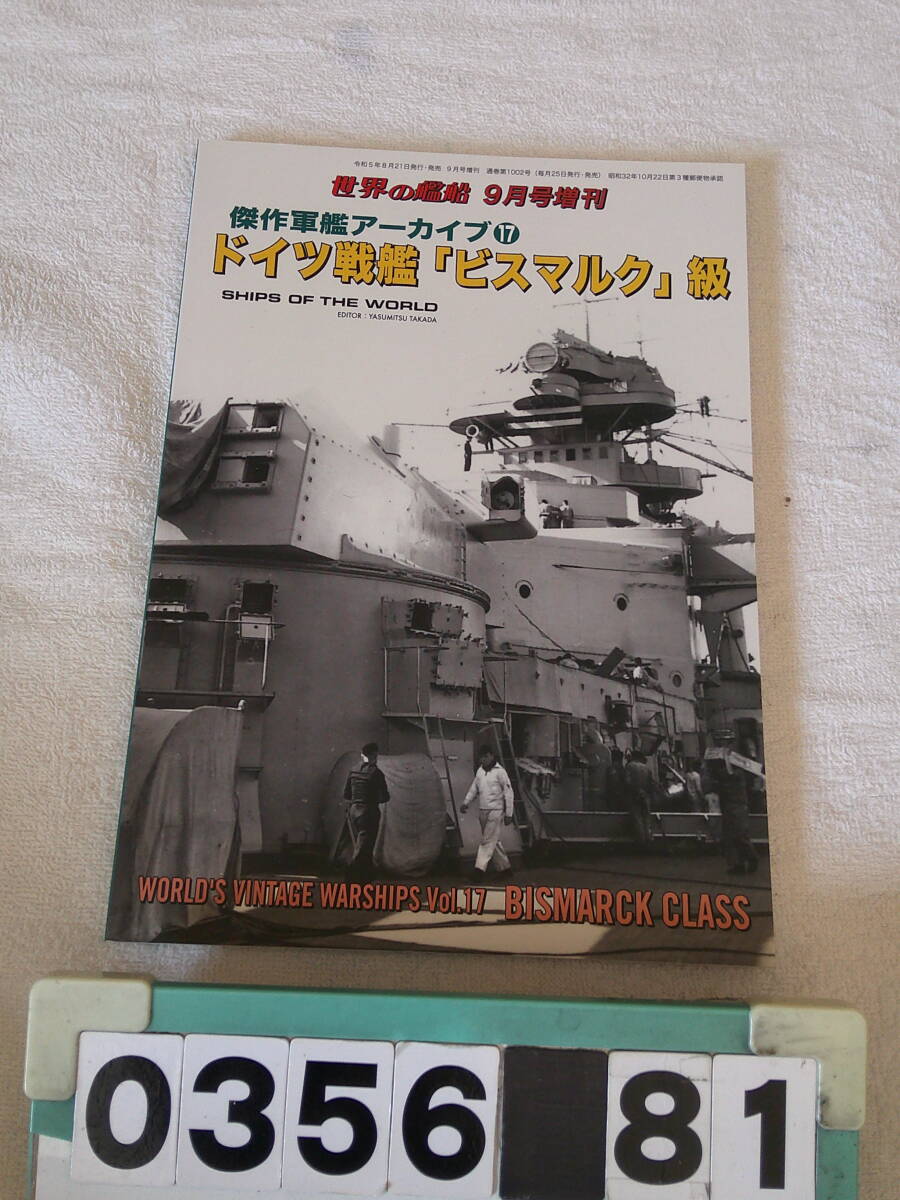 令和5年8月21日発行・発売 9月号増刊 通巻第1002号（毎月25日発行・発売） 昭和32年10月22日第3種郵便物承認
世界の艦船 9月号増刊
傑作軍艦アーカイブ⑰
ドイツ戦艦「ビスマルク」級
SHIPS OF THE WORLD
EDITOR：YASUMITSU TAKADA
WORLD'S VINTAGE WARSHIPS Vol.17 BISMARCK CLASS
0356 81